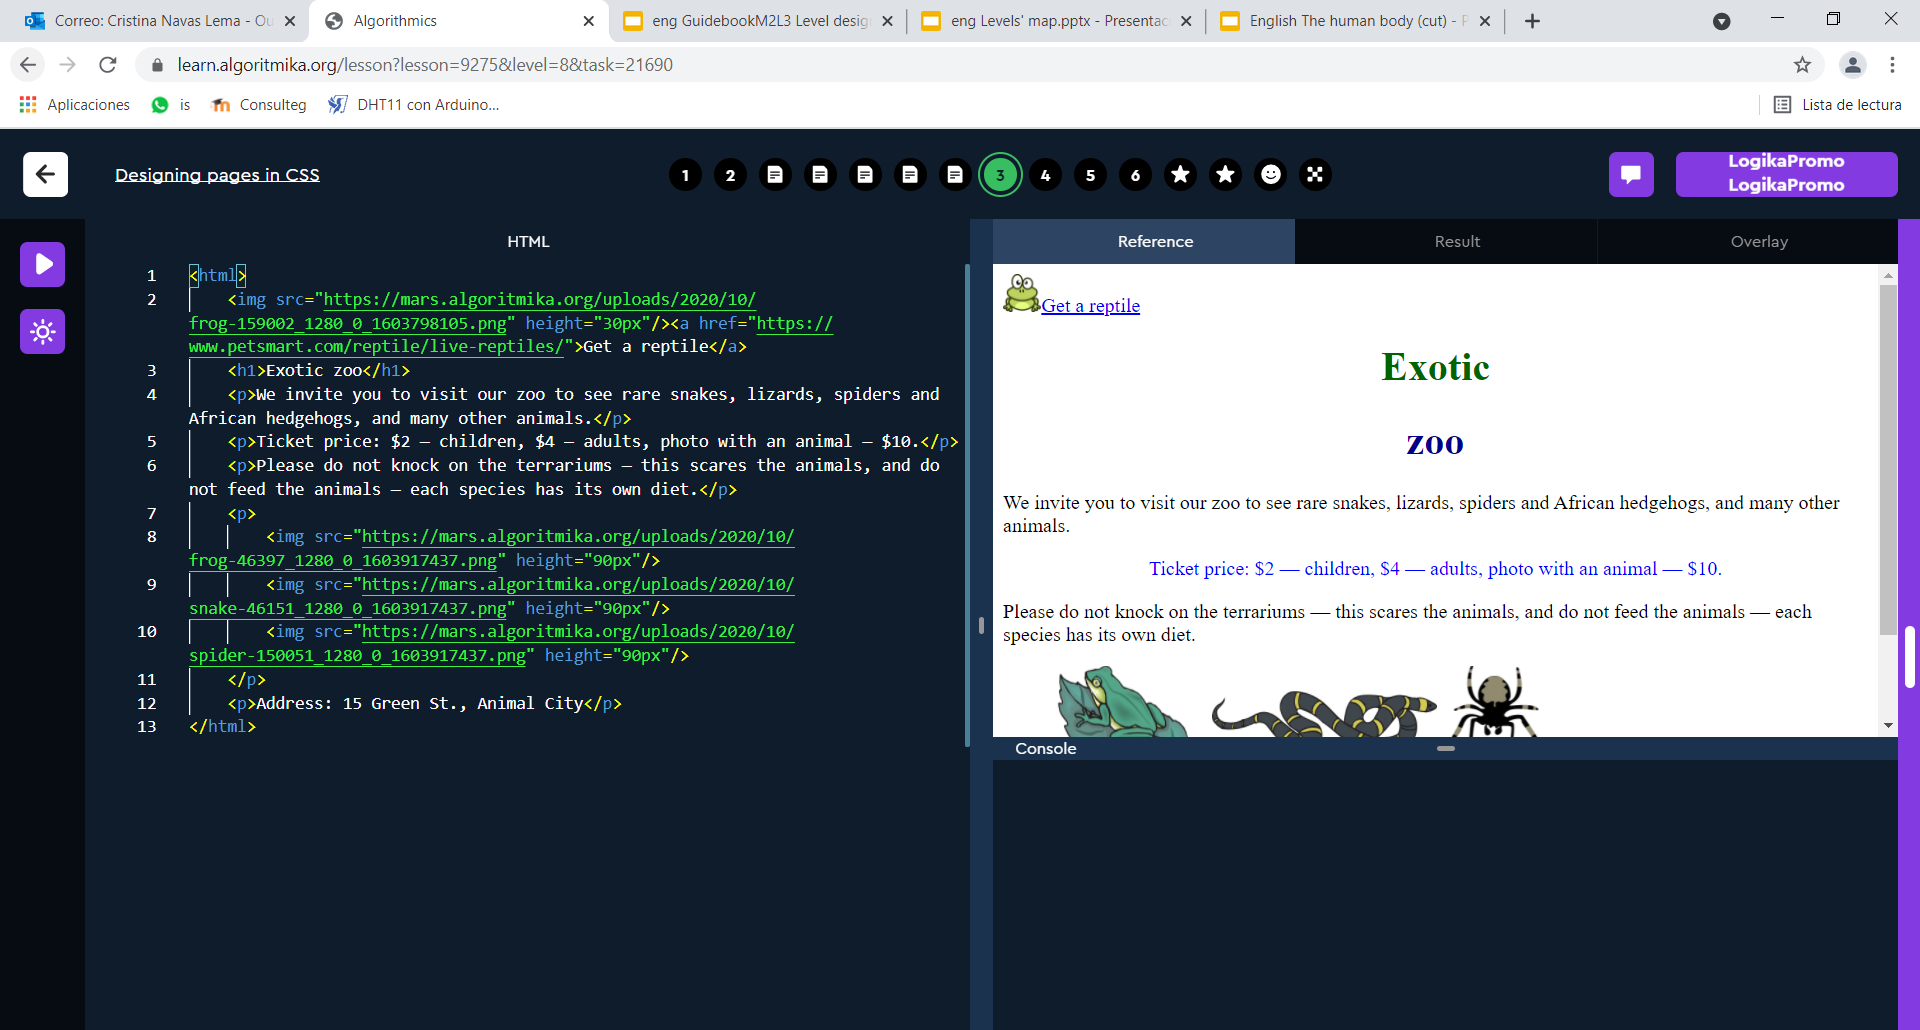 Correo: Cristina Navas Lema - Ou
Algorithmics
eng GuidebookM2L3 Level desig
eng Levels' map.pptx - Presentac
English The human body (cut) - P
learn.algoritmika.org/lesson?lesson=9275&level=8&task=21690
Aplicaciones
is
Consulteg
DHT11 con Arduino...
Lista de lectura
Designing pages in CSS
1
2
3
4
5
6
LogikaPromo
LogikaPromo
HTML
1 <html>
2 <img src="https://mars.algoritmika.org/uploads/2020/10/
frog-159002_1280_0_1603798105.png" height="30px"/><a href="https://
www.petsmart.com/reptile/live-reptiles/">Get a reptile</a>
3 <h1>Exotic zoo</h1>
4 <p>We invite you to visit our zoo to see rare snakes, lizards, spiders and
African hedgehogs, and many other animals.</p>
5 <p>Ticket price: $2 — children, $4 — adults, photo with an animal — $10.</p>
6 <p>Please do not knock on the terrariums — this scares the animals, and do
not feed the animals — each species has its own diet.</p>
7 <p>
8 <img src="https://mars.algoritmika.org/uploads/2020/10/
frog-46397_1280_0_1603917437.png" height="90px"/>
9 <img src="https://mars.algoritmika.org/uploads/2020/10/
snake-46151_1280_0_1603917437.png" height="90px"/>
10 <img src="https://mars.algoritmika.org/uploads/2020/10/
spider-150051_1280_0_1603917437.png" height="90px"/>
11 </p>
12 <p>Address: 15 Green St., Animal City</p>
13 </html>
Reference
Result
Overlay
Get a reptile
Exotic
zoo
We invite you to visit our zoo to see rare snakes, lizards, spiders and African hedgehogs, and many other
animals.
Ticket price: $2 — children, $4 — adults, photo with an animal — $10.
Please do not knock on the terrariums — this scares the animals, and do not feed the animals — each
species has its own diet.
Console